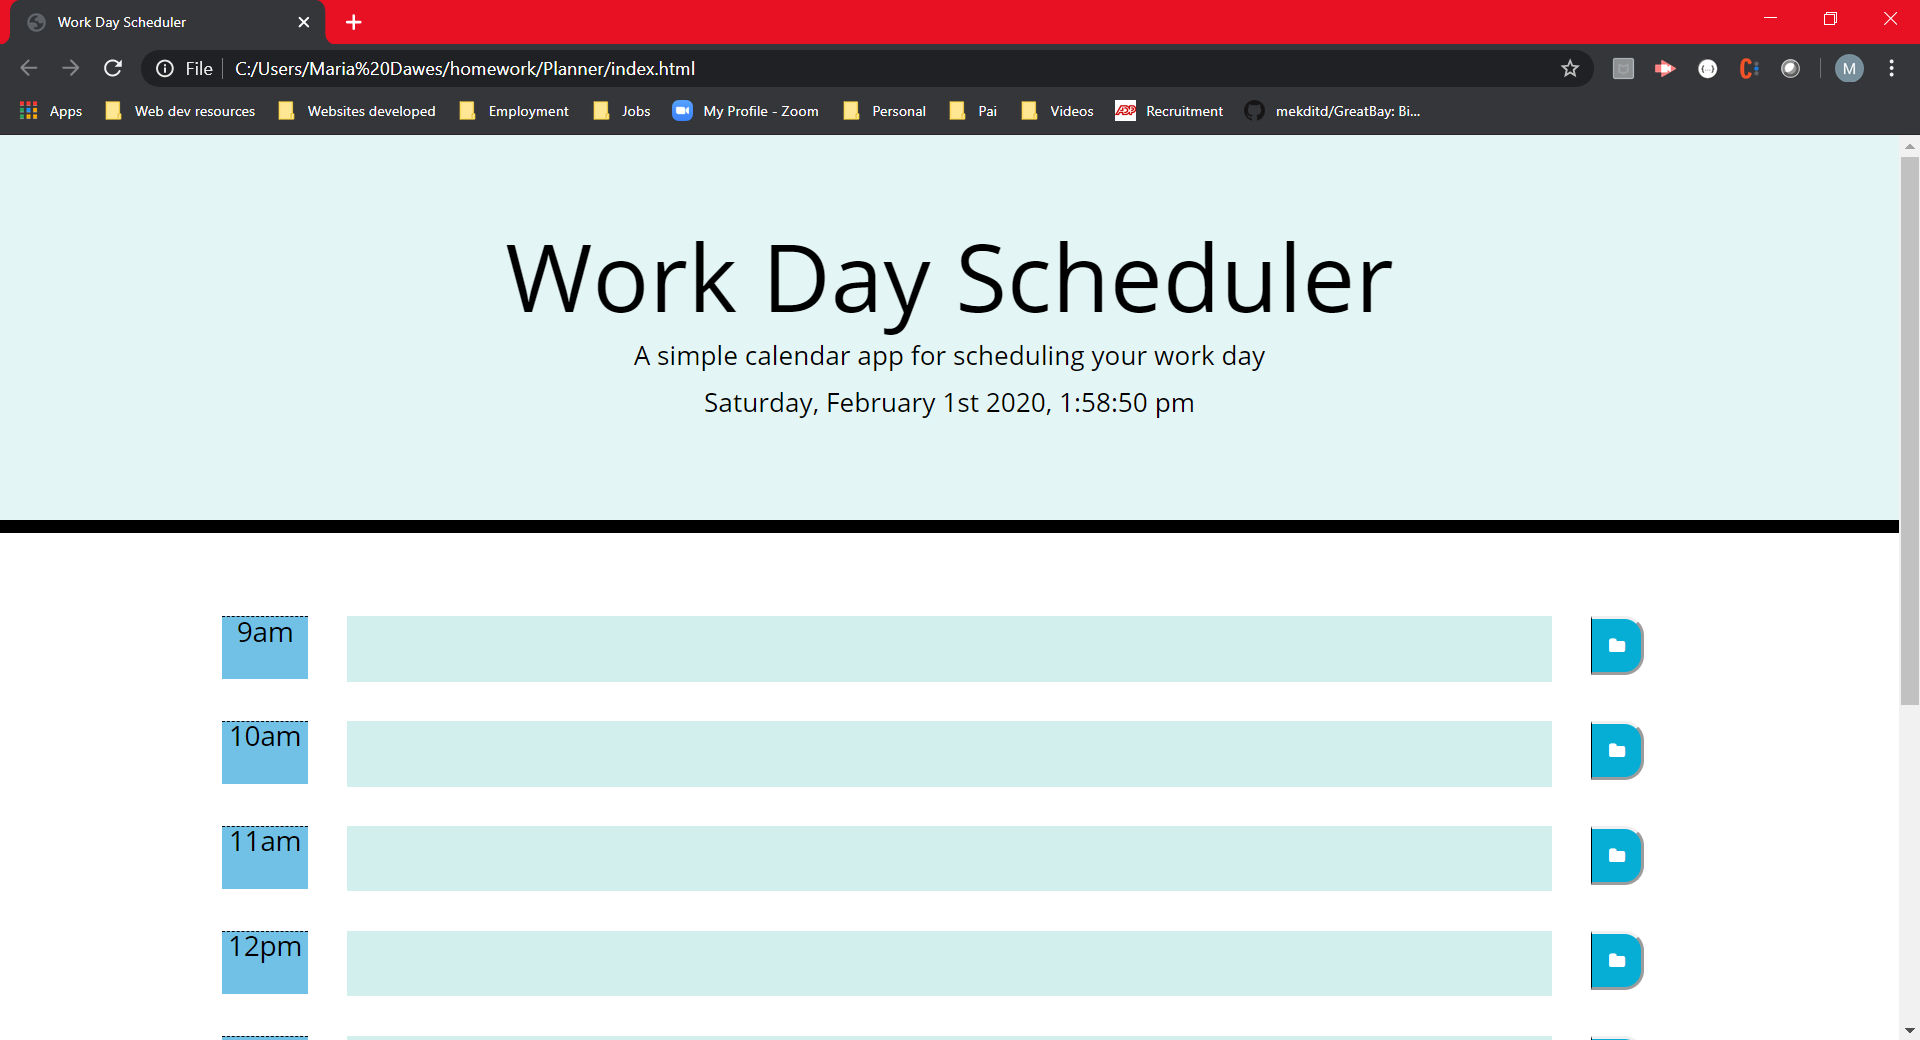 Work Day Scheduler
File C:/Users/Maria%20Dawes/homework/Planner/index.html M
Apps Web dev resources Websites developed Employment Jobs My Profile - Zoom Personal Pai Videos ADP Recruitment mekditd/GreatBay: Bi...
Work Day Scheduler
A simple calendar app for scheduling your work day
Saturday, February 1st 2020, 1:58:50 pm
9am
10am
11am
12pm